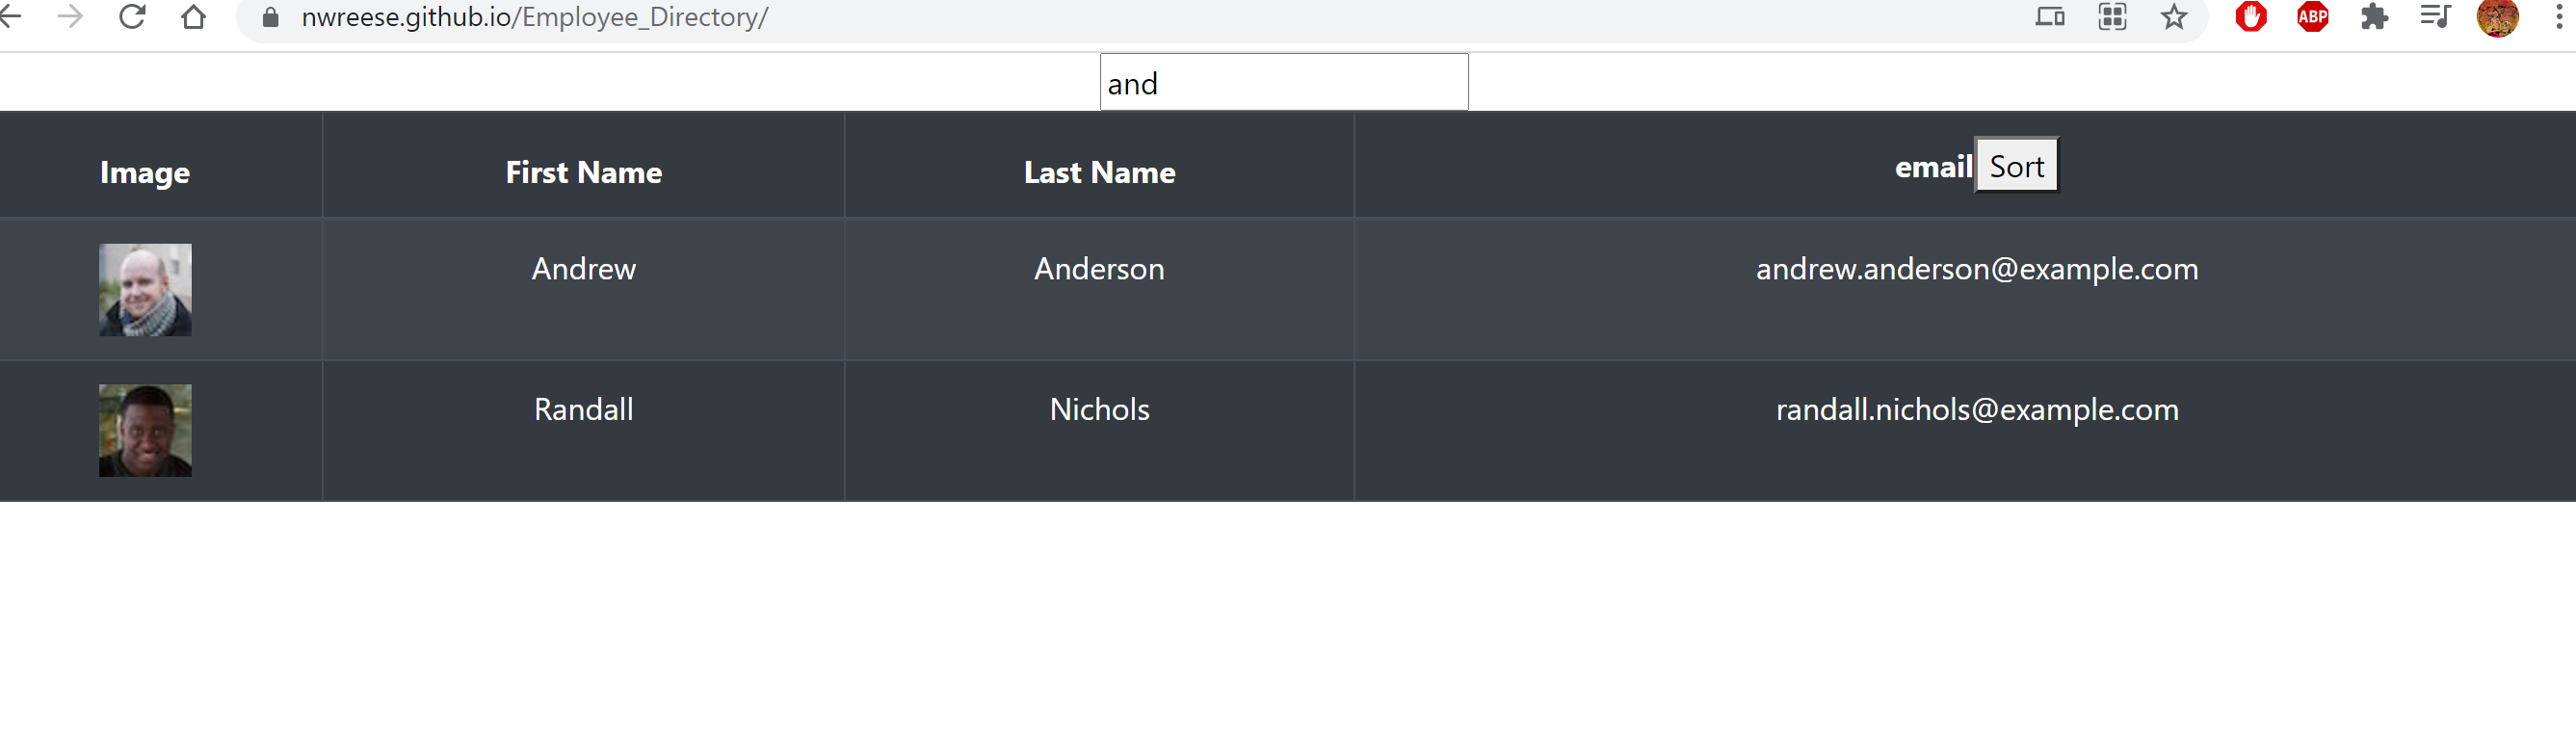 nwreese.github.io/Employee_Directory/
ABP
and
Image First Name Last Name email Sort
Andrew Anderson andrew.anderson@example.com
Randall Nichols randall.nichols@example.com